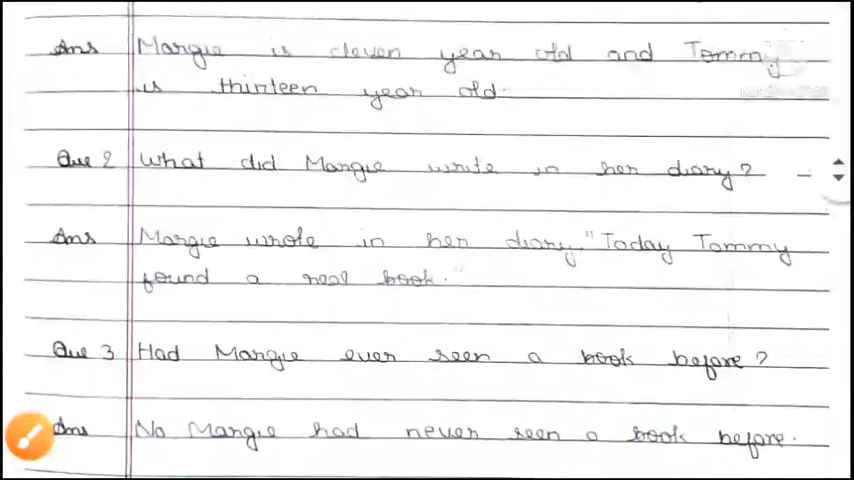 Ans Margie is eleven year old and Tommy
is thirteen year old.
Que 2 What did Margie write in her diary? -
Ans Margie wrote in her diary "Today Tommy
found a real book."
Que 3 Had Margie ever seen a book before?
Ans No Margie had never seen a book before.